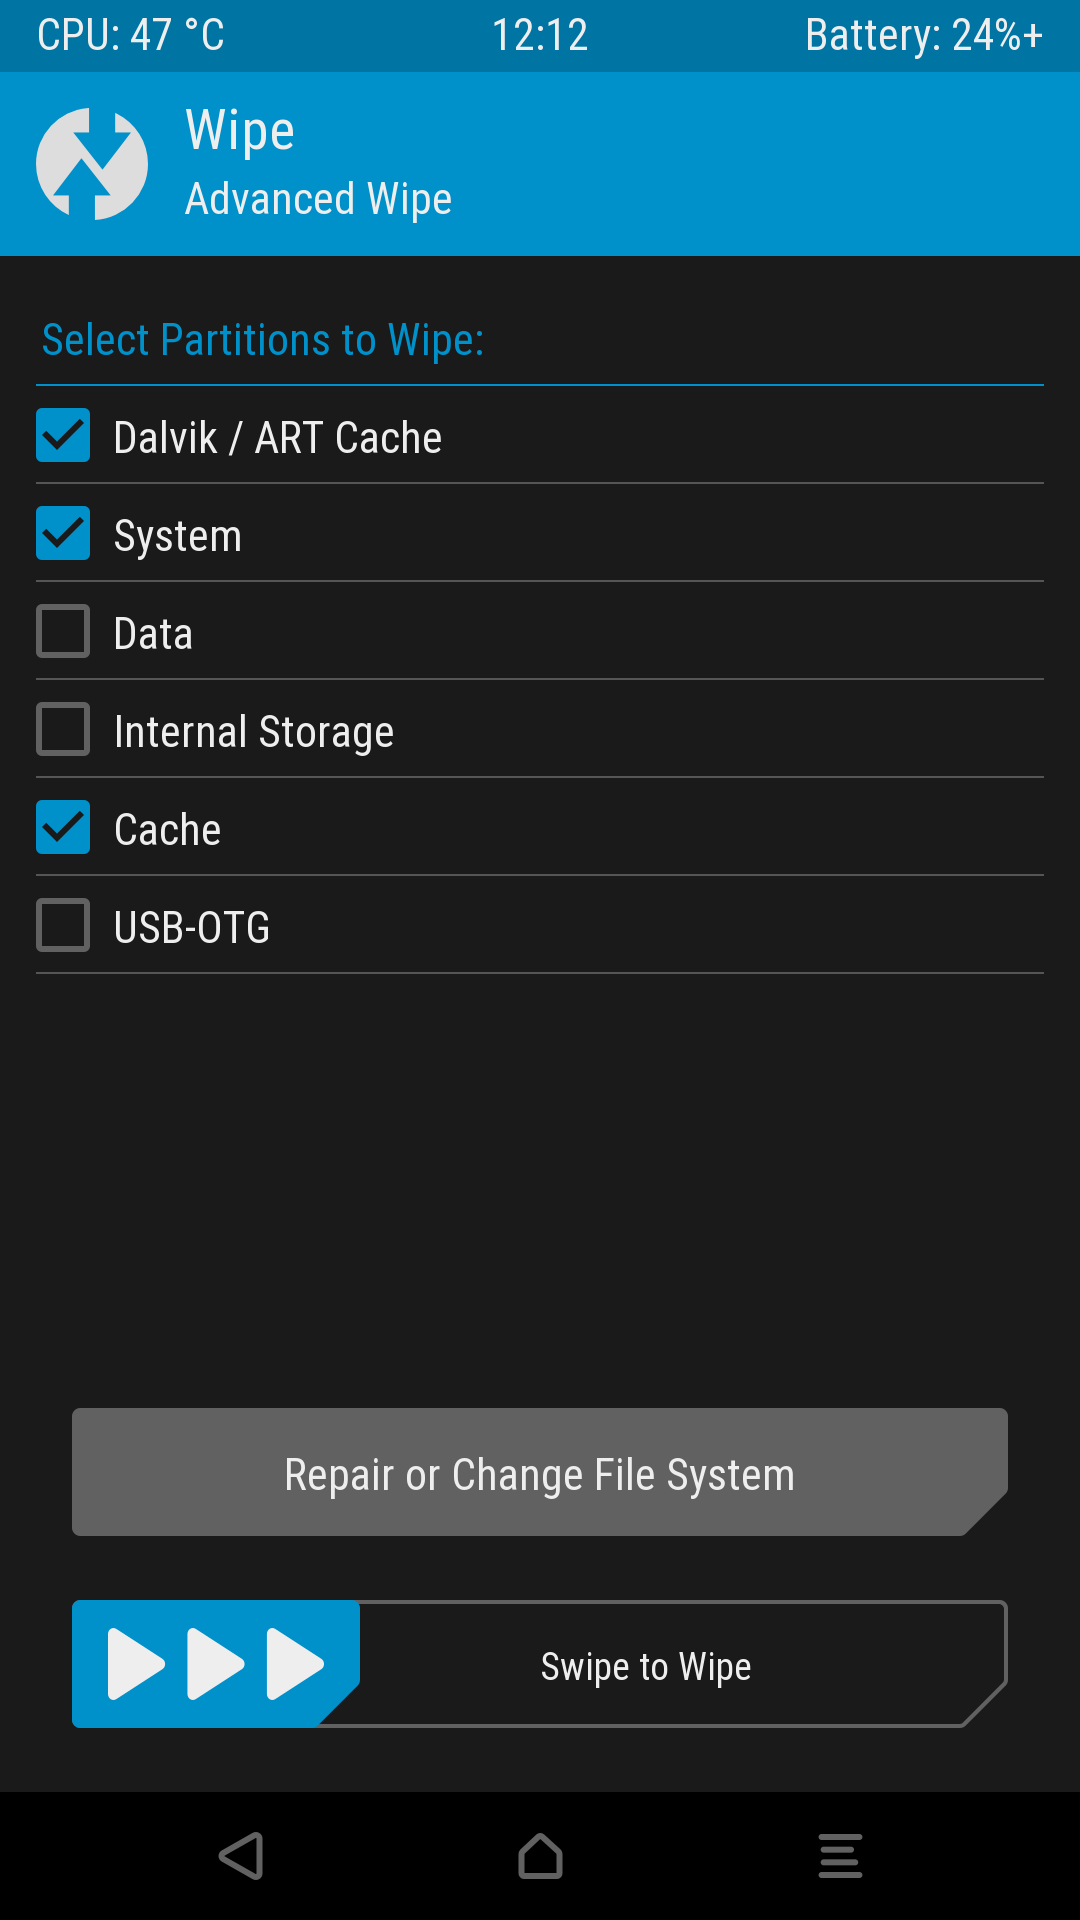 CPU: 47 °C 12:12 Battery: 24%+
Wipe
Advanced Wipe
Select Partitions to Wipe:
Dalvik / ART Cache
System
Data
Internal Storage
Cache
USB-OTG
Repair or Change File System
Swipe to Wipe